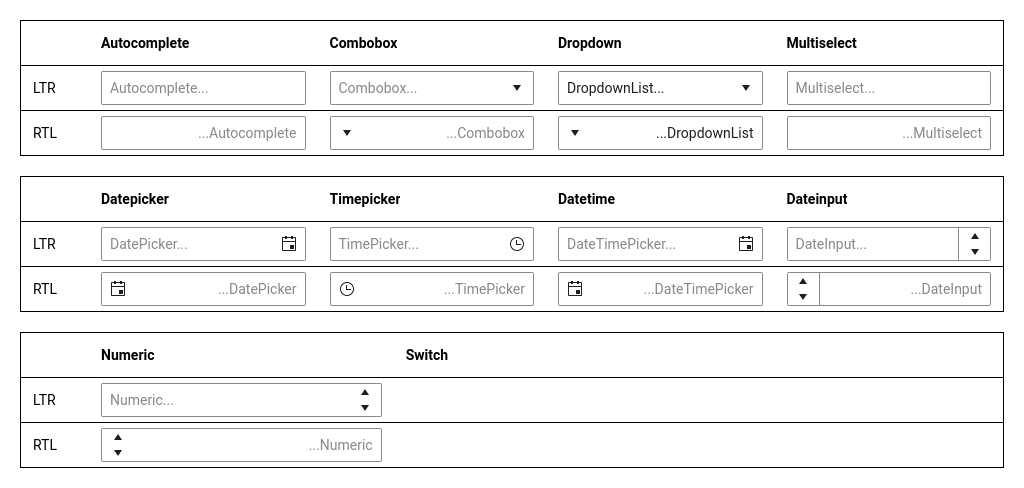 Autocomplete Combobox Dropdown Multiselect
LTR Autocomplete... Combobox... DropdownList... Multiselect...
RTL ...Autocomplete ...Combobox ...DropdownList ...Multiselect
Datepicker Timepicker Datetime Dateinput
LTR DatePicker... TimePicker... DateTimePicker... DateInput...
RTL ...DatePicker ...TimePicker ...DateTimePicker ...DateInput
Numeric Switch
LTR Numeric...
RTL ...Numeric